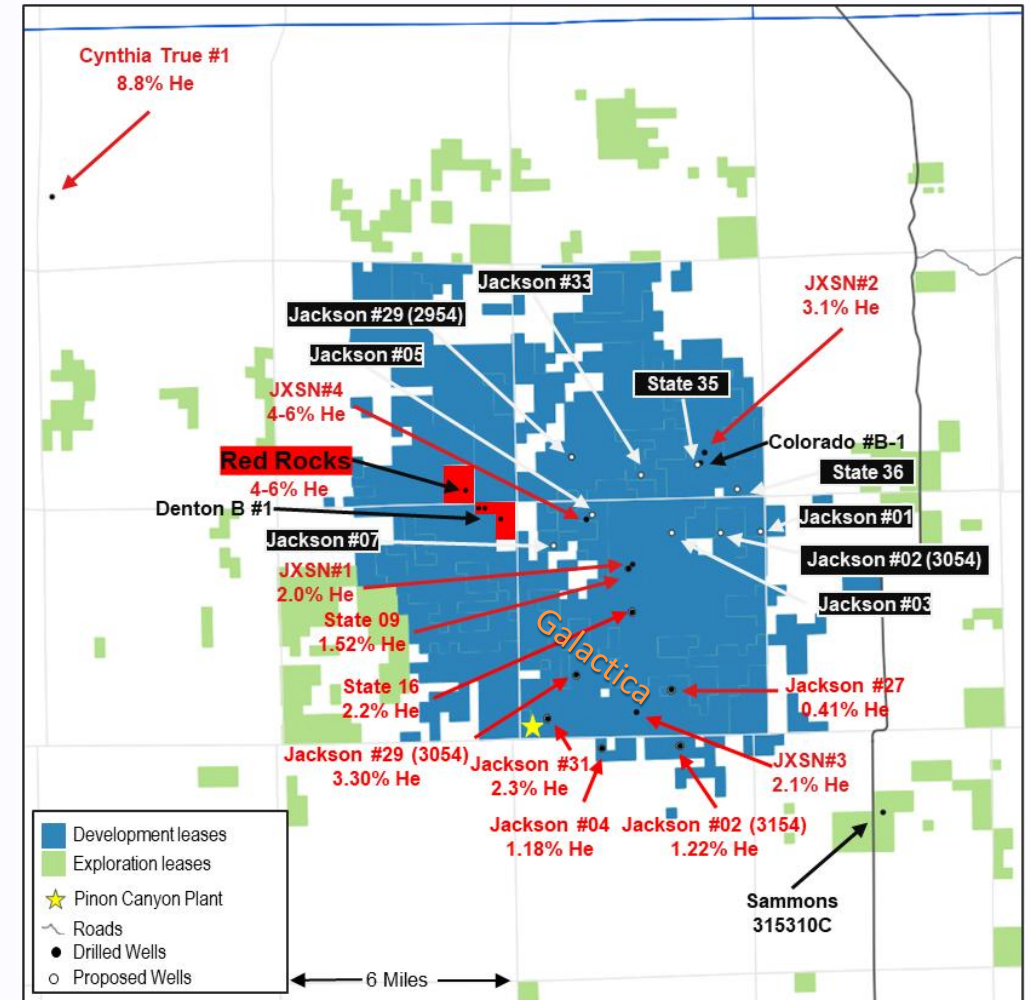 Cynthia True #1
8.8% He
Jackson #33
JXSN#2
3.1% He
Jackson #29 (2954)
Jackson #05
State 35
JXSN#4
4-6% He
Colorado #B-1
Red Rocks
4-6% He
State 36
Denton B #1
Jackson #01
Jackson #07
Jackson #02 (3054)
JXSN#1
2.0% He
Jackson #03
State 09
1.52% He
Galactica
State 16
2.2% He
Jackson #27
0.41% He
Jackson #29 (3054)
3.30% He
Jackson #31
2.3% He
JXSN#3
2.1% He
Jackson #04
1.18% He
Jackson #02 (3154)
1.22% He
Sammons
315310C
Development leases
Exploration leases
Pinon Canyon Plant
Roads
Drilled Wells
Proposed Wells
6 Miles